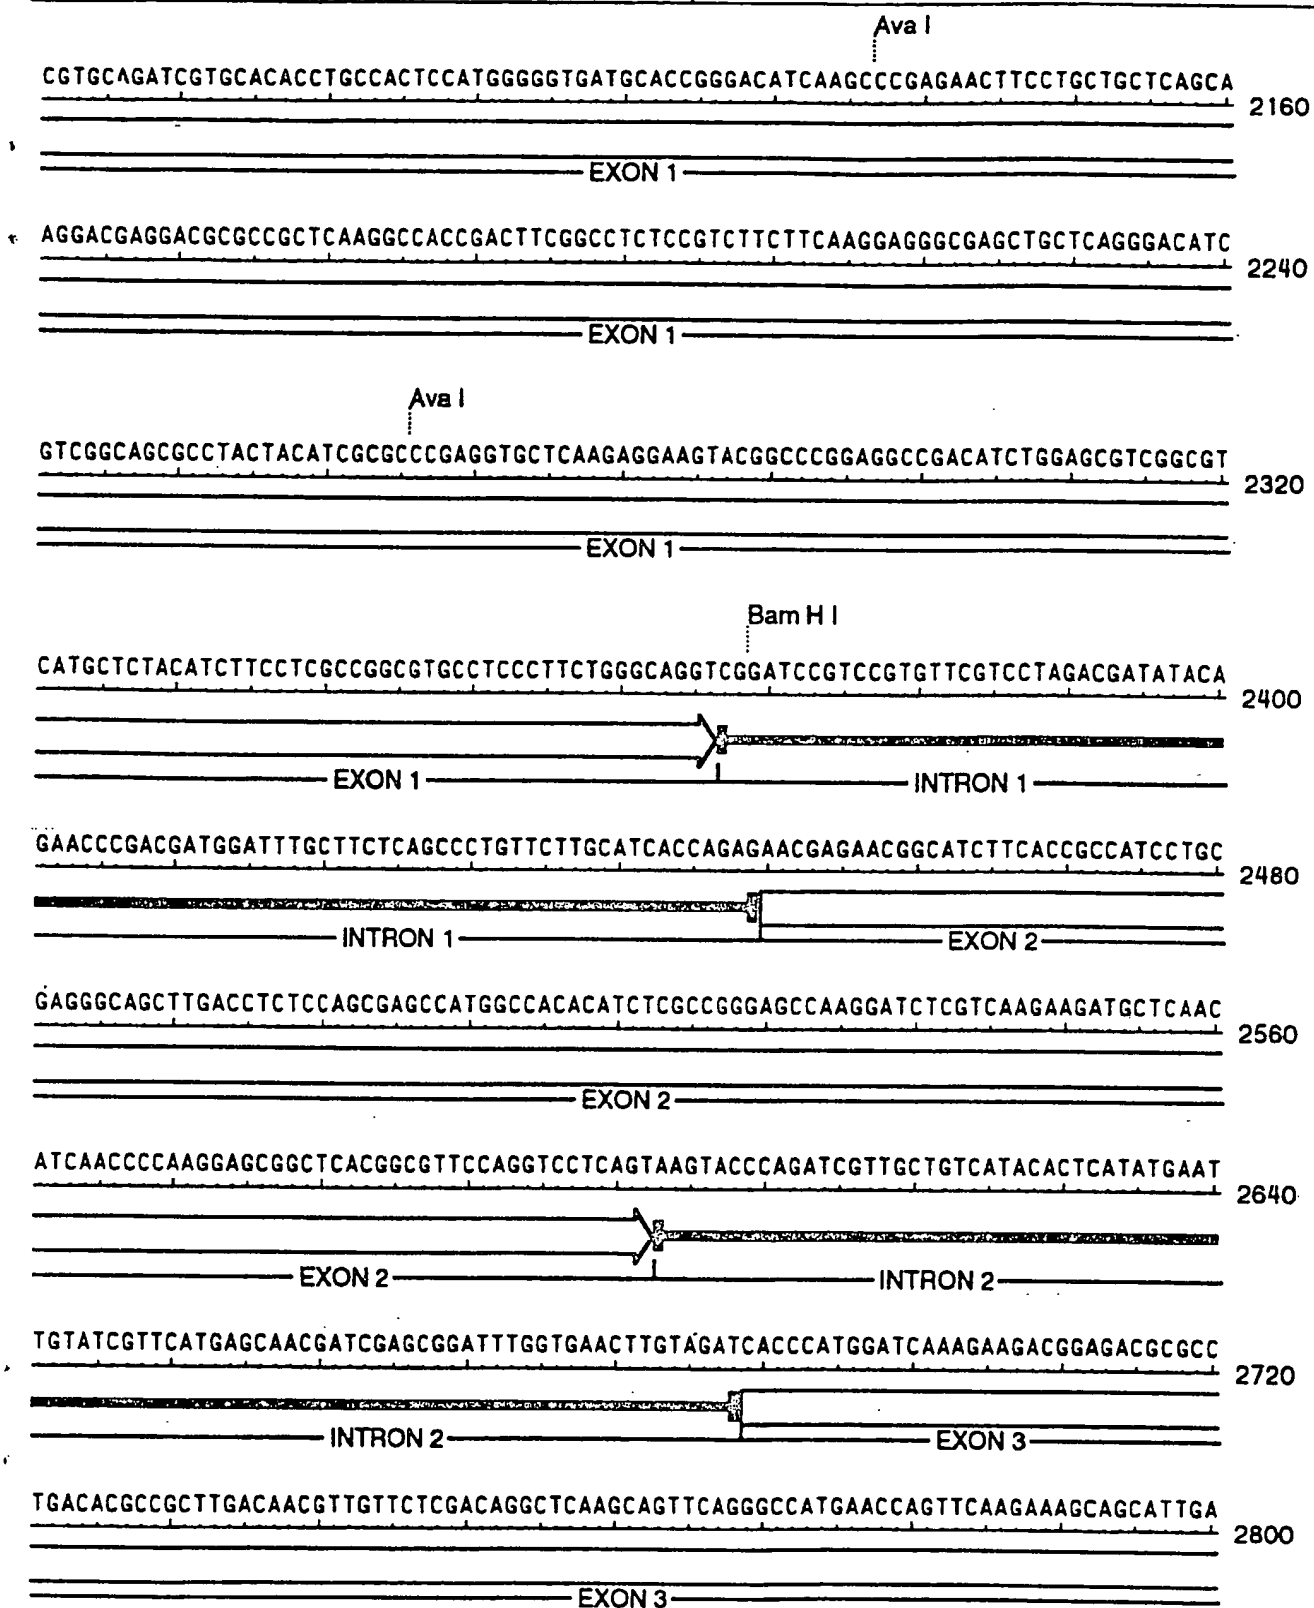 Ava I
CGTGCAGATCGTGCACACCTGCCACTCCATGGGGGTGATGCACCGGGACATCAAGCCCGAGAACTTCCTGCTGCTCAGCA
2160
EXON 1
AGGACGAGGACGCGCCGCTCAAGGCCACCGACTTCGGCCTCTCCGTCTTCTTCAAGGAGGGCGAGCTGCTCAGGGACATC
2240
EXON 1
Ava I
GTCGGCAGCGCCTACTACATCGCGCCCGAGGTGCTCAAGAGGAAGTACGGCCCGGAGGCCGACATCTGGAGCGTCGGCGT
2320
EXON 1
Bam H I
CATGCTCTACATCTTCCTCGCCGGCGTGCCTCCCTTCTGGGCAGGTCGGATCCGTCCGTGTTCGTCCTAGACGATATACA
2400
EXON 1 INTRON 1
GAACCCGACGATGGATTTGCTTCTCAGCCCTGTTCTTGCATCACCAGAGAACGAGAACGGCATCTTCACCGCCATCCTGC
2480
INTRON 1 EXON 2
GAGGGCAGCTTGACCTCTCCAGCGAGCCATGGCCACACATCTCGCCGGGAGCCAAGGATCTCGTCAAGAAGATGCTCAAC
2560
EXON 2
ATCAACCCCAAGGAGCGGCTCACGGCGTTCCAGGTCCTCAGTAAGTACCCAGATCGTTGCTGTCATACACTCATATGAAT
2640
EXON 2 INTRON 2
TGTATCGTTCATGAGCAACGATCGAGCGGATTTGGTGAACTTGTAGATCACCCATGGATCAAAGAAGACGGAGACGCGCC
2720
INTRON 2 EXON 3
TGACACGCCGCTTGACAACGTTGTTCTCGACAGGCTCAAGCAGTTCAGGGCCATGAACCAGTTCAAGAAAGCAGCATTGA
2800
EXON 3